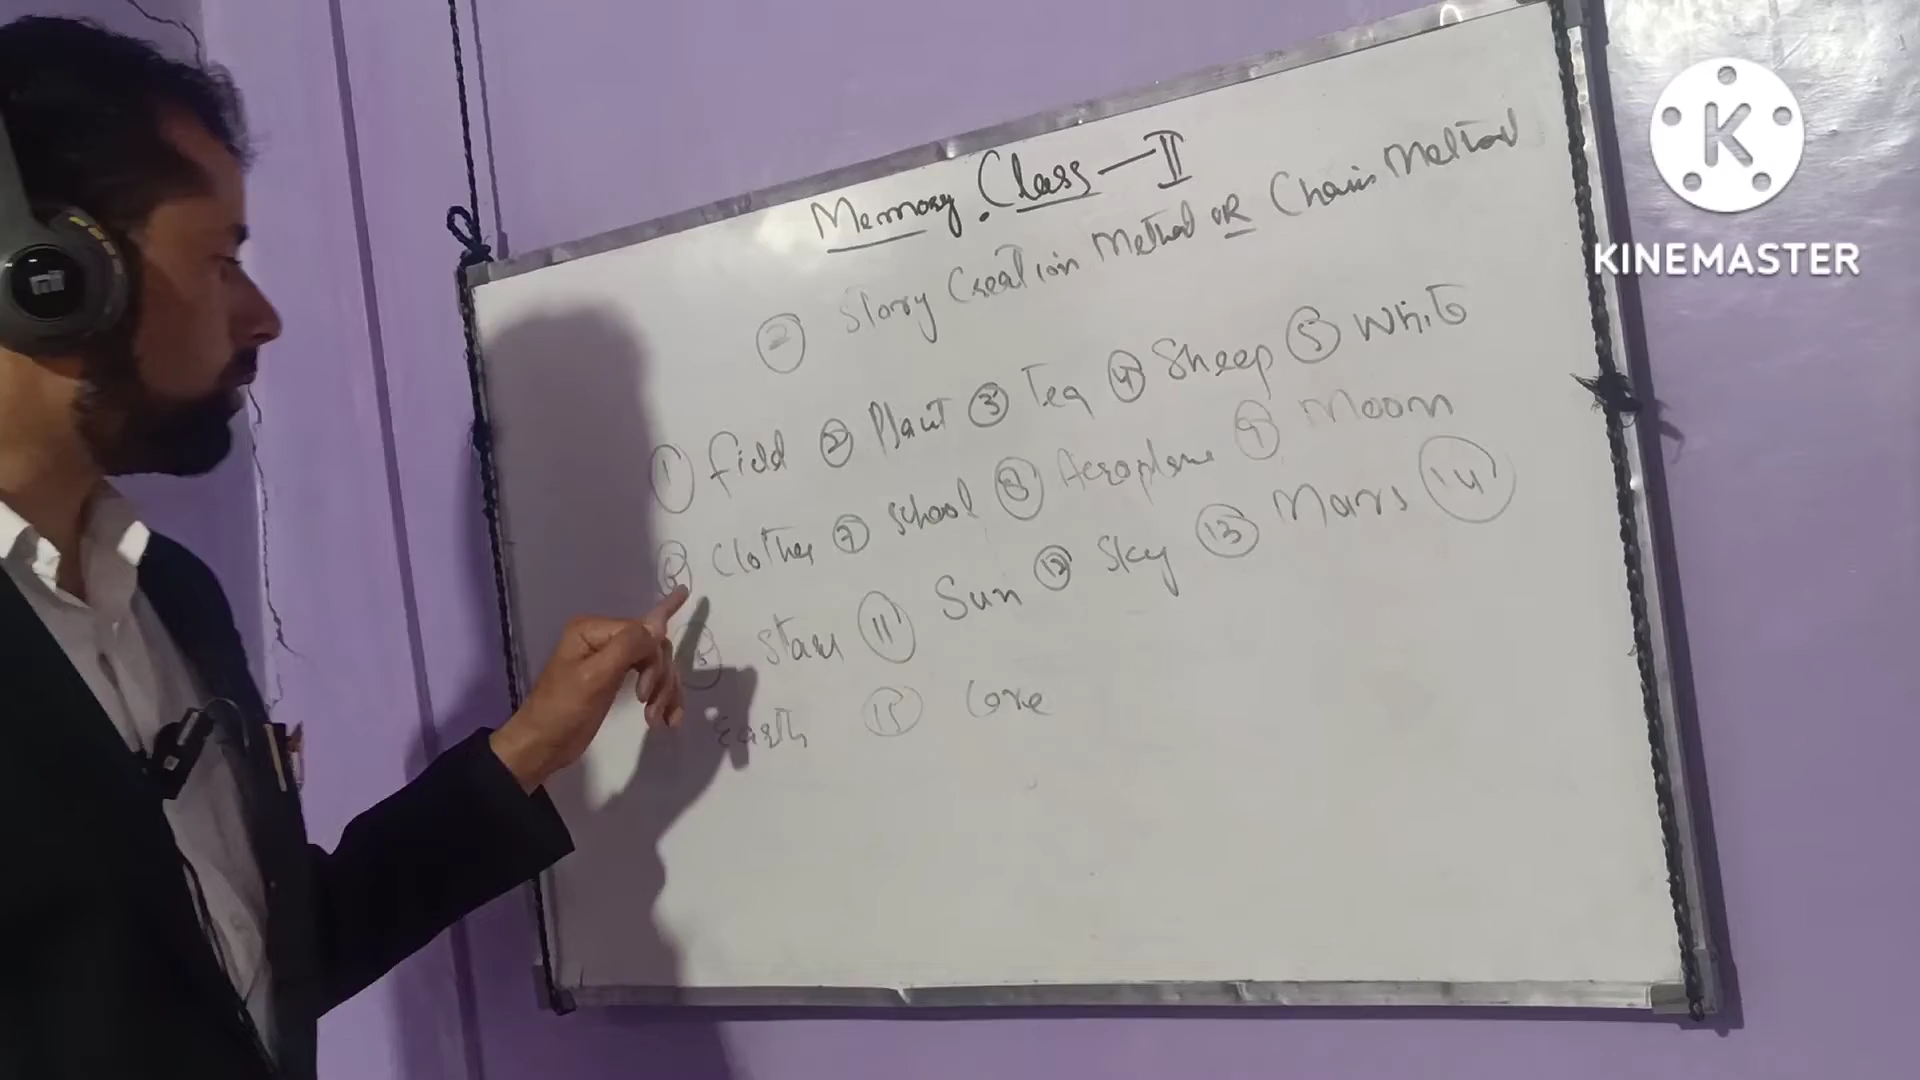 Memory Class — II
② Story Creation Method OR Chain Method
① field ② Plant ③ Tea ④ Sheep ⑤ White
⑥ Clothes ⑦ School ⑧ Aeroplane ⑨ Moon
Stars ⑪ Sun ⑫ Sky ⑬ Mars ⑭
Earth ⑮ Core
K
KINEMASTER
mi